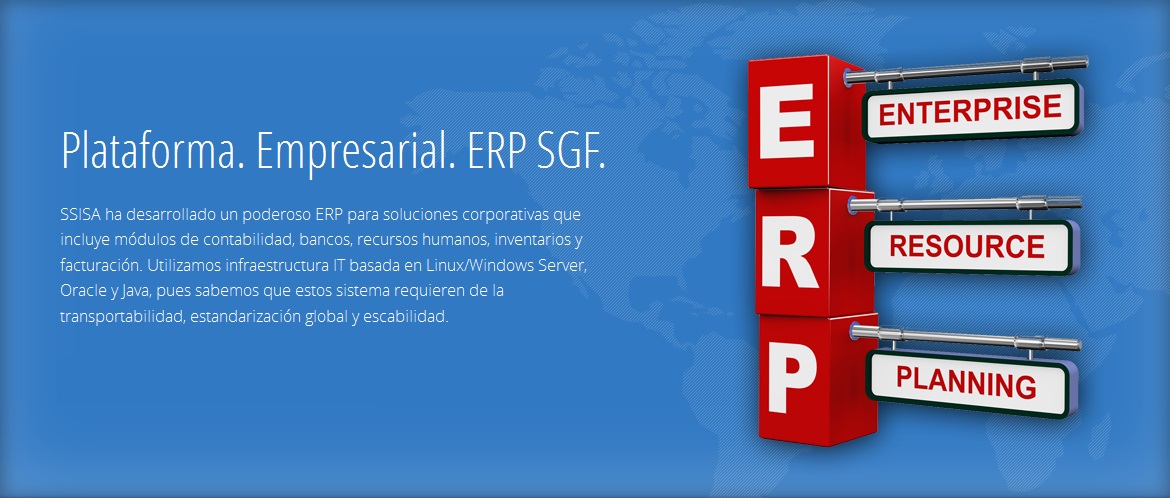 Plataforma. Empresarial. ERP SGF.
SSISA ha desarrollado un poderoso ERP para soluciones corporativas que
incluye módulos de contabilidad, bancos, recursos humanos, inventarios y
facturación. Utilizamos infraestructura IT basada en Linux/Windows Server,
Oracle y Java, pues sabemos que estos sistema requieren de la
transportabilidad, estandarización global y escabilidad.
E
ENTERPRISE
R
RESOURCE
P
PLANNING